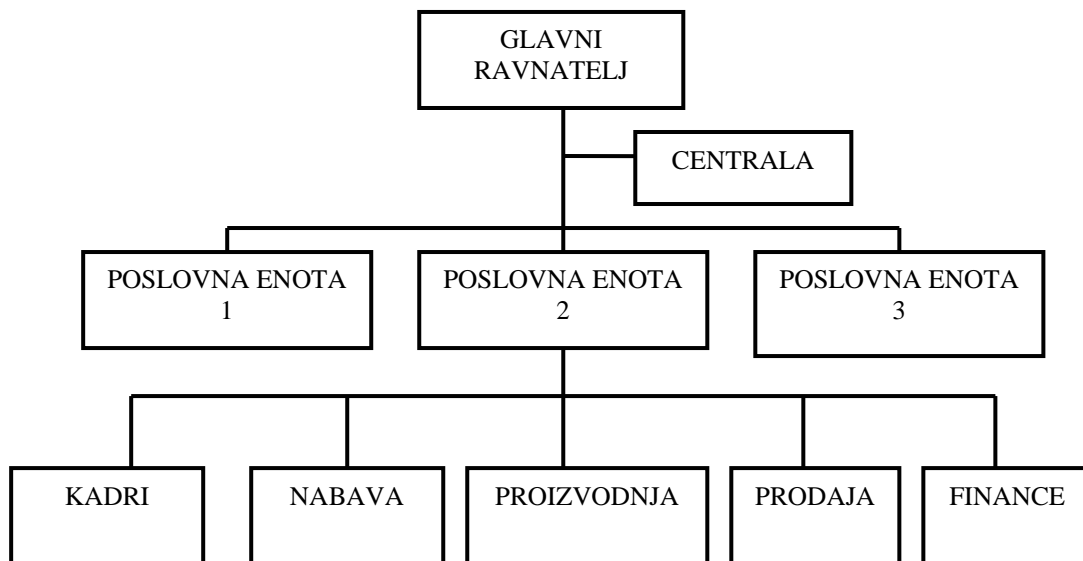 GLAVNI
RAVNATELJ
CENTRALA
POSLOVNA ENOTA
1
POSLOVNA ENOTA
2
POSLOVNA ENOTA
3
KADRI
NABAVA
PROIZVODNJA
PRODAJA
FINANCE